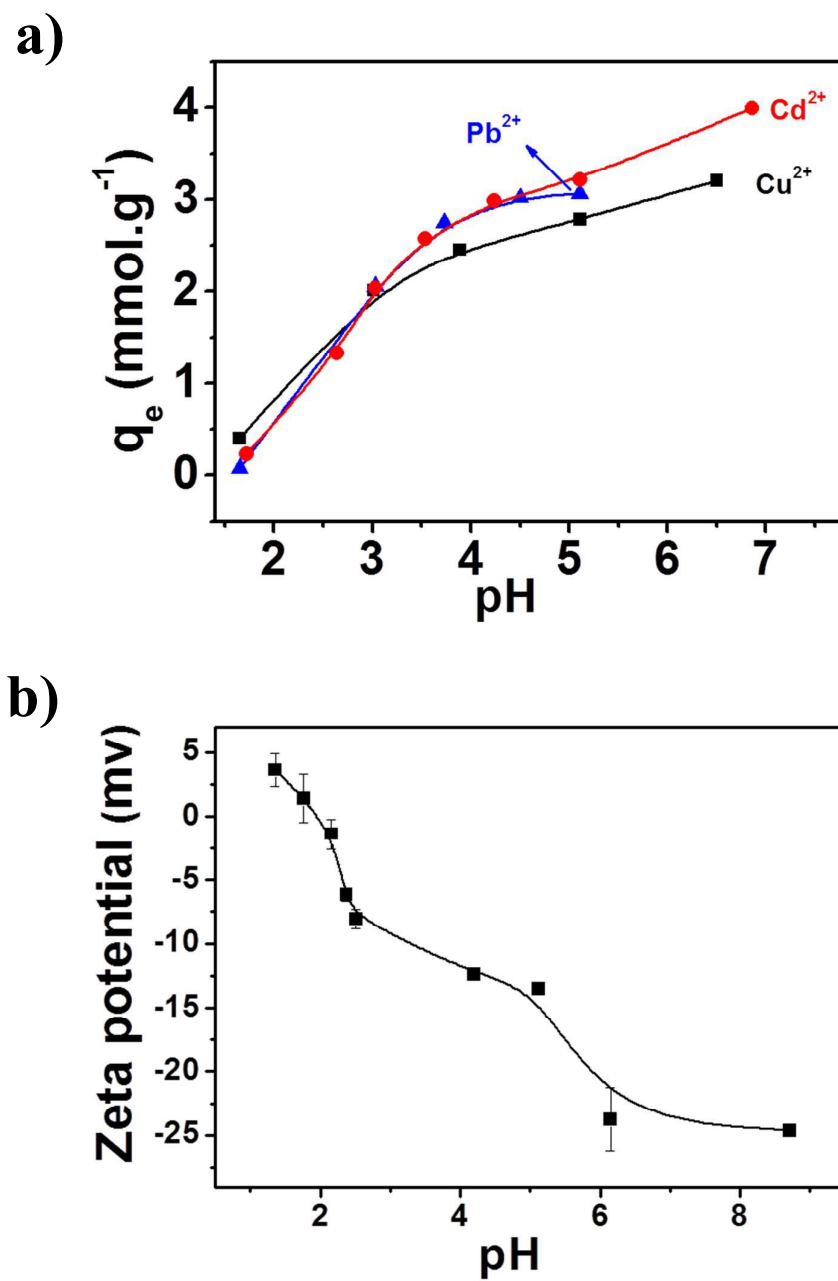 a)
4
3
2
1
0
qₑ (mmol.g⁻¹)
Pb²⁺
Cd²⁺
Cu²⁺
2 3 4 5 6 7
pH
b)
5
0
-5
-10
-15
-20
-25
Zeta potential (mv)
2 4 6 8
pH